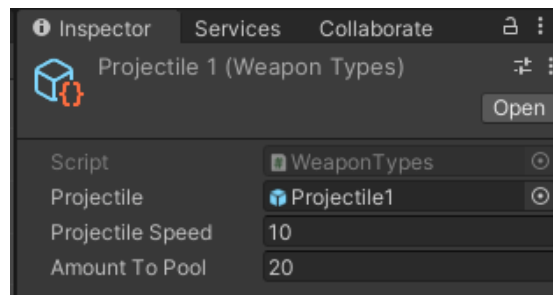 Inspector Services Collaborate
Projectile 1 (Weapon Types)
Open
Script WeaponTypes
Projectile Projectile1
Projectile Speed 10
Amount To Pool 20